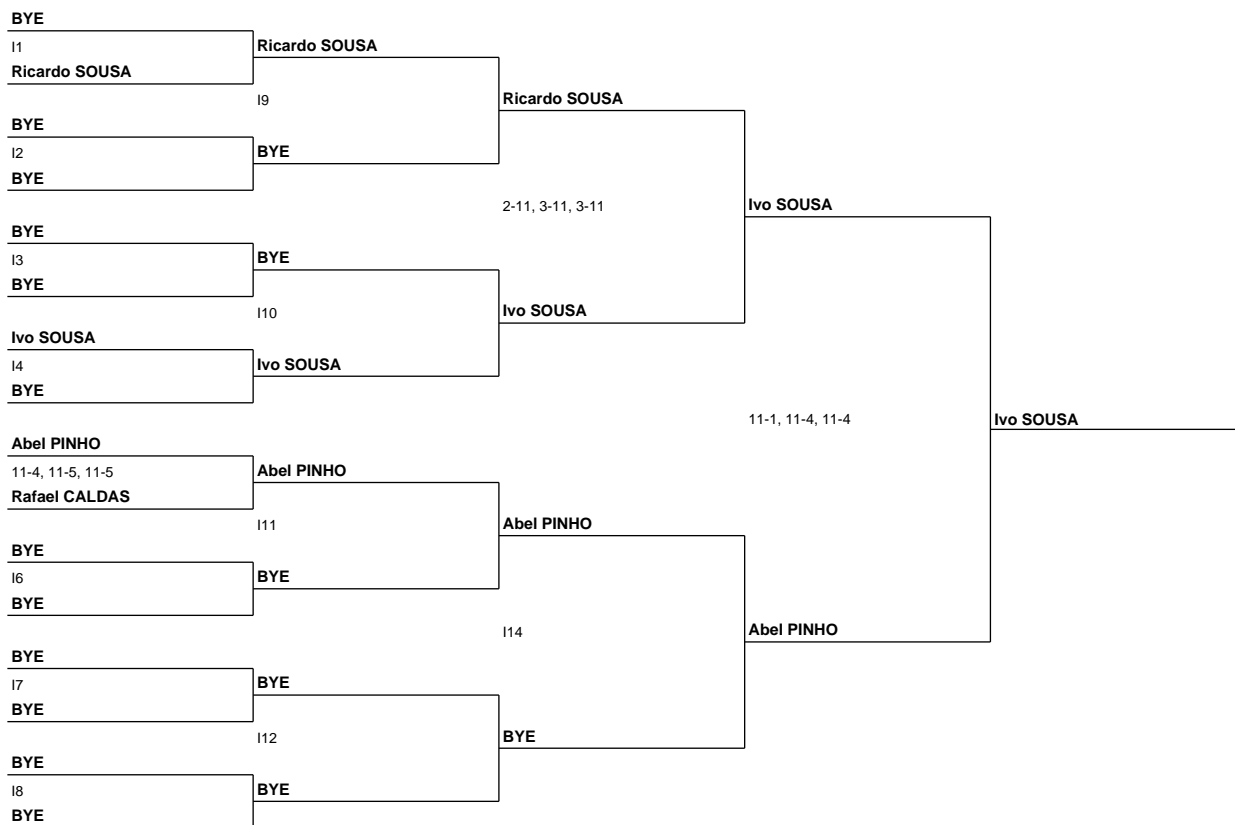 BYE
I1
Ricardo SOUSA
Ricardo SOUSA
I9
Ricardo SOUSA
BYE
I2
BYE
BYE
2-11, 3-11, 3-11
Ivo SOUSA
BYE
I3
BYE
BYE
I10
Ivo SOUSA
Ivo SOUSA
I4
BYE
Ivo SOUSA
11-1, 11-4, 11-4
Ivo SOUSA
Abel PINHO
11-4, 11-5, 11-5
Rafael CALDAS
Abel PINHO
I11
Abel PINHO
BYE
I6
BYE
BYE
I14
Abel PINHO
BYE
I7
BYE
BYE
I12
BYE
BYE
I8
BYE
BYE